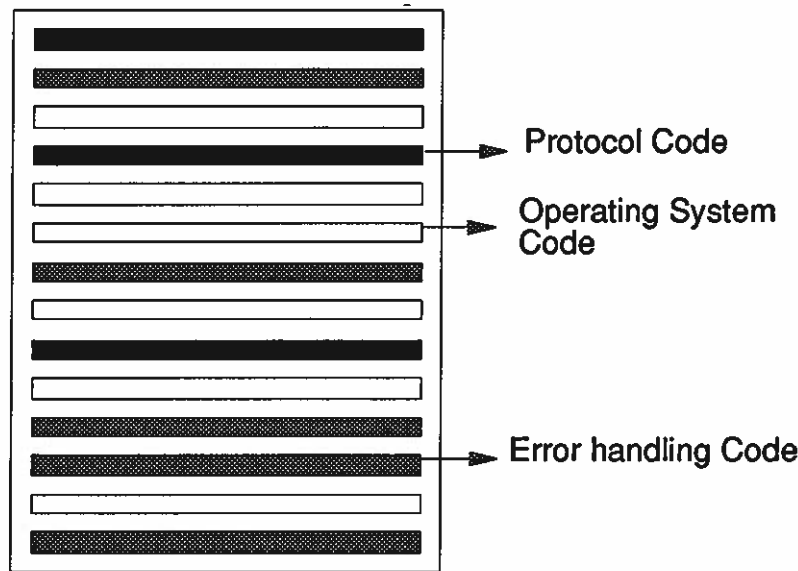 Protocol Code
Operating System
Code
Error handling Code